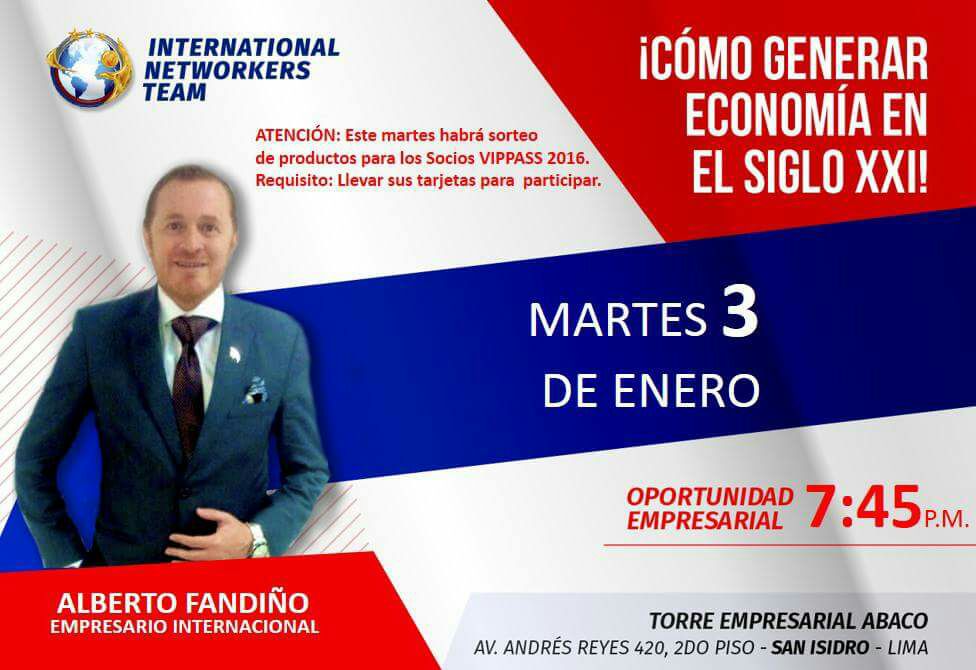 INTERNATIONAL
NETWORKERS
TEAM
¡CÓMO GENERAR
ECONOMÍA EN
EL SIGLO XXI!
ATENCIÓN: Este martes habrá sorteo
de productos para los Socios VIPPASS 2016.
Requisito: Llevar sus tarjetas para participar.
MARTES 3
DE ENERO
OPORTUNIDAD
EMPRESARIAL 7:45 P.M.
ALBERTO FANDIÑO
EMPRESARIO INTERNACIONAL
TORRE EMPRESARIAL ABACO
AV. ANDRÉS REYES 420, 2DO PISO - SAN ISIDRO - LIMA